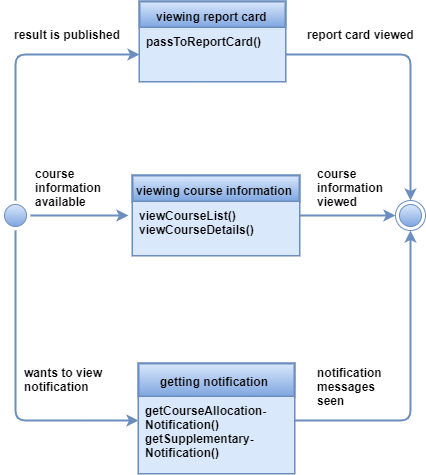 viewing report card
result is published
passToReportCard()
report card viewed
course
information
available
viewing course information
viewCourseList()
viewCourseDetails()
course
information
viewed
wants to view
notification
getting notification
getCourseAllocation-
Notification()
getSupplementary-
Notification()
notification
messages
seen